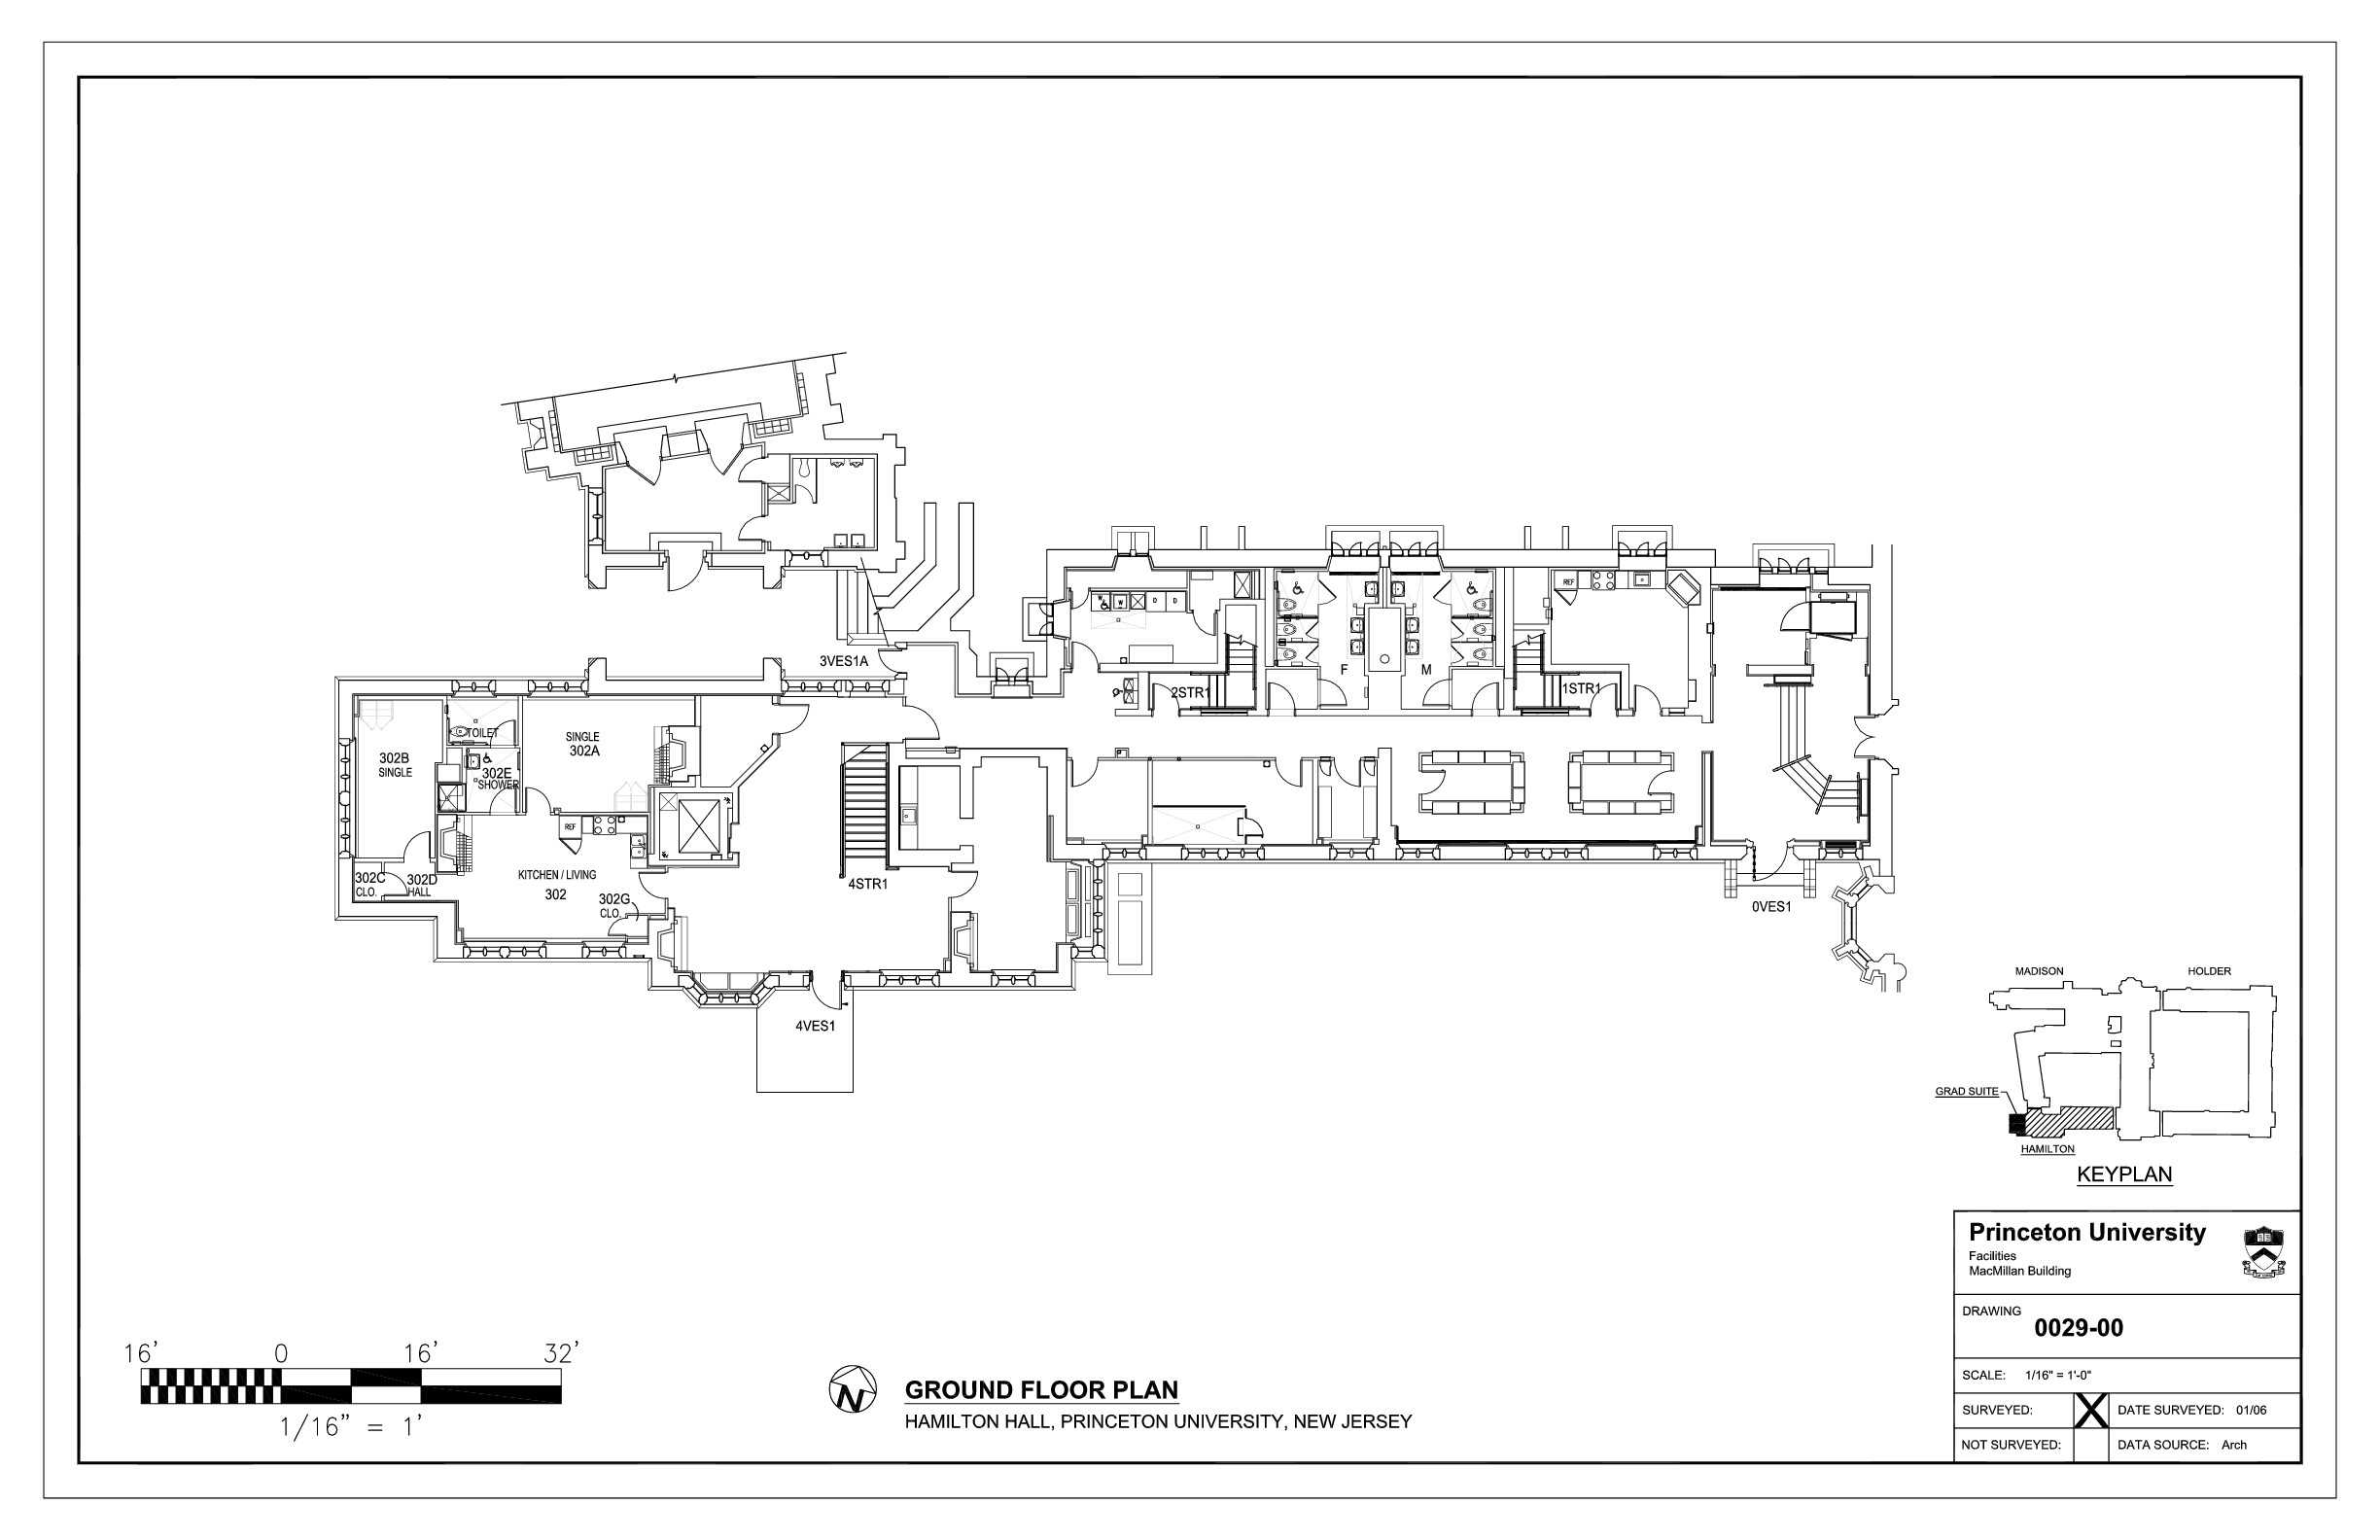 3VES1A
REF
W
W
D
D
F
M
2STR1
1STR1
TOILET
SINGLE
302A
302B
SINGLE
302E
SHOWER
REF
KITCHEN / LIVING
302
302C
CLO.
302D
HALL
302G
CLO.
4STR1
0VES1
4VES1
MADISON
HOLDER
GRAD SUITE
HAMILTON
KEYPLAN
Princeton University
Facilities
MacMillan Building
DRAWING
0029-00
SCALE: 1/16" = 1'-0"
SURVEYED: X DATE SURVEYED: 01/06
NOT SURVEYED: DATA SOURCE: Arch
16' 0 16' 32'
1/16" = 1'
N
GROUND FLOOR PLAN
HAMILTON HALL, PRINCETON UNIVERSITY, NEW JERSEY